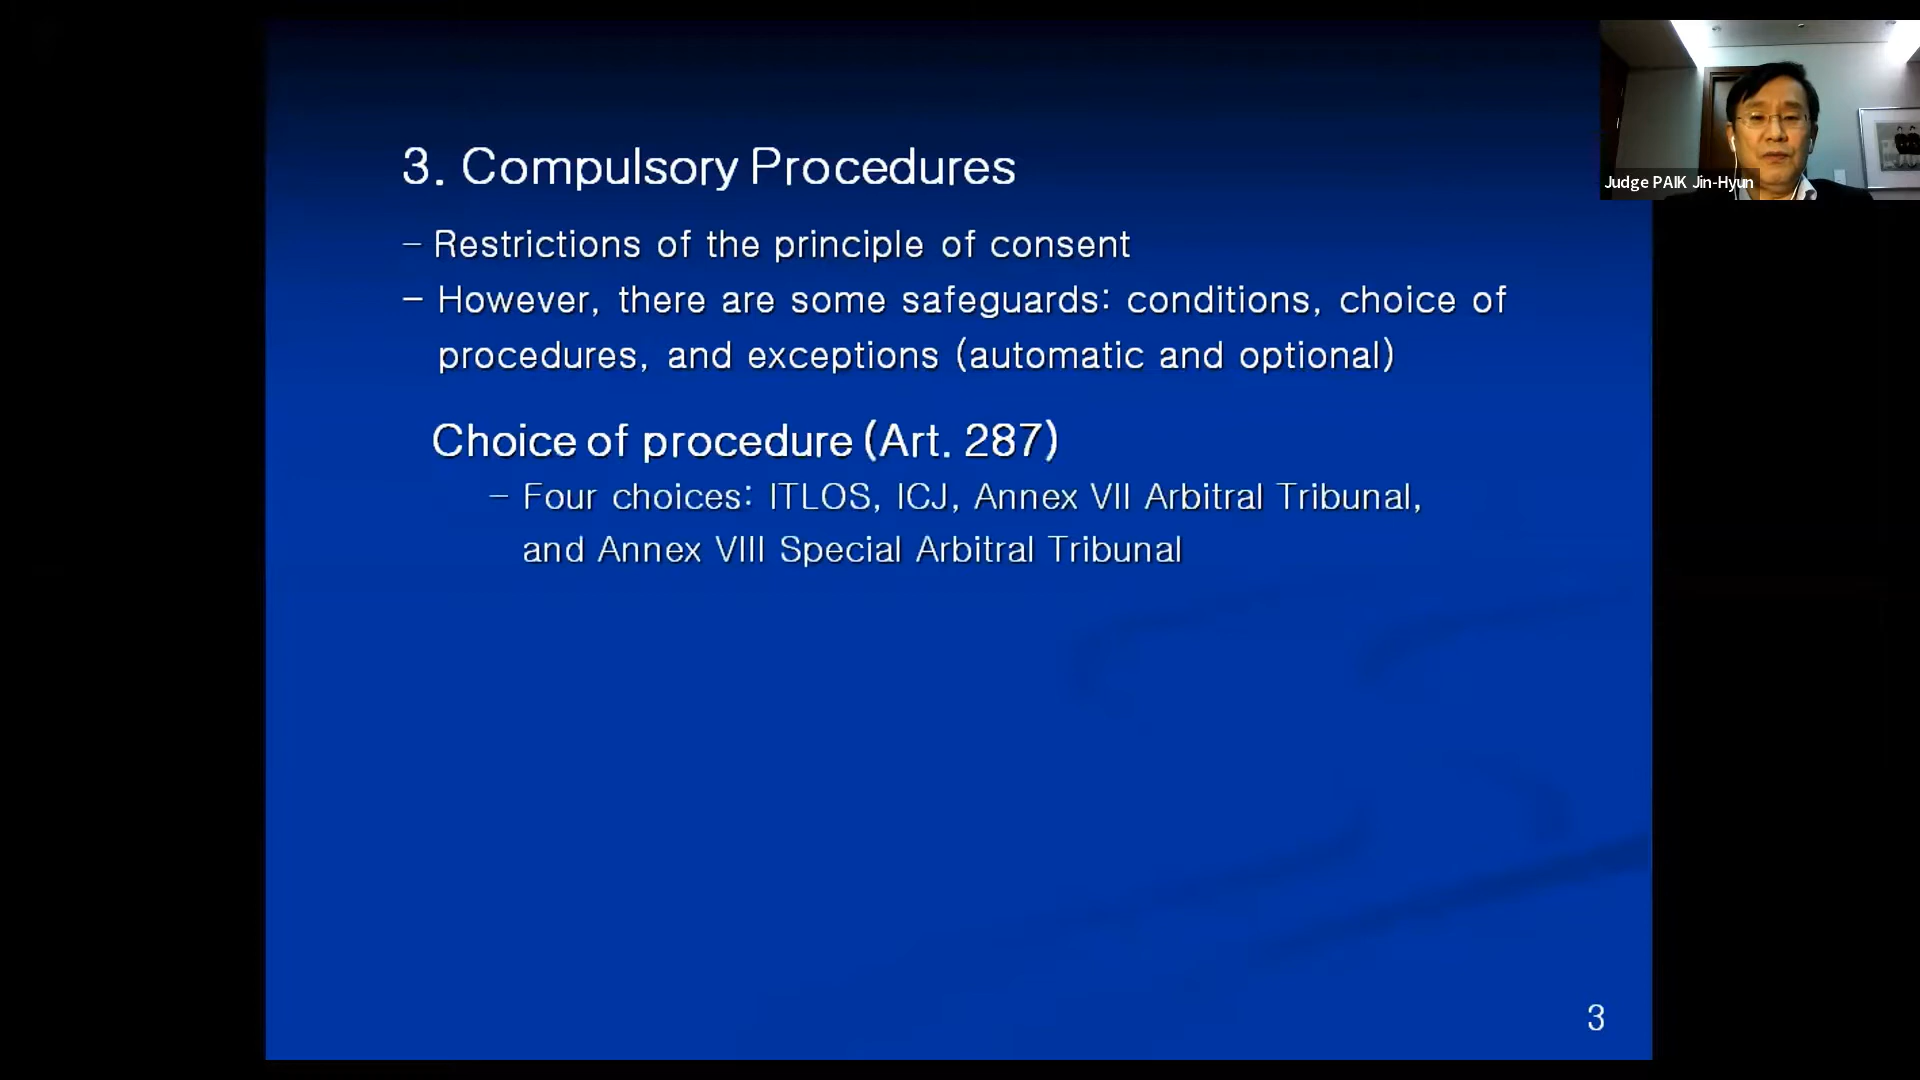 3. Compulsory Procedures
– Restrictions of the principle of consent
– However, there are some safeguards: conditions, choice of
procedures, and exceptions (automatic and optional)
Choice of procedure (Art. 287)
– Four choices: ITLOS, ICJ, Annex VII Arbitral Tribunal,
and Annex VIII Special Arbitral Tribunal
3
Judge PAIK Jin-Hyun